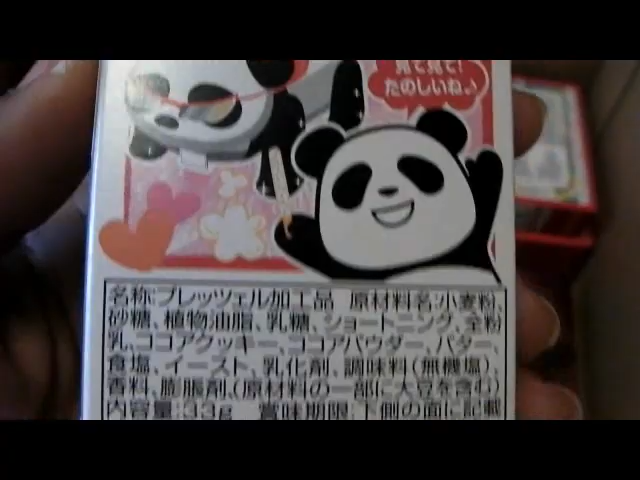 見て見て!
たのしいね♪
名称:プレッツェル加工品 原材料名:小麦粉、
砂糖、植物油脂、乳糖、ショートニング、全粉
乳、ココアクッキー、ココアパウダー、バター、
食塩、イースト、乳化剤、調味料(無機塩)、
香料、膨脹剤、(原材料の一部に大豆を含む)
内容量:33g 賞味期限:下側の面に記載